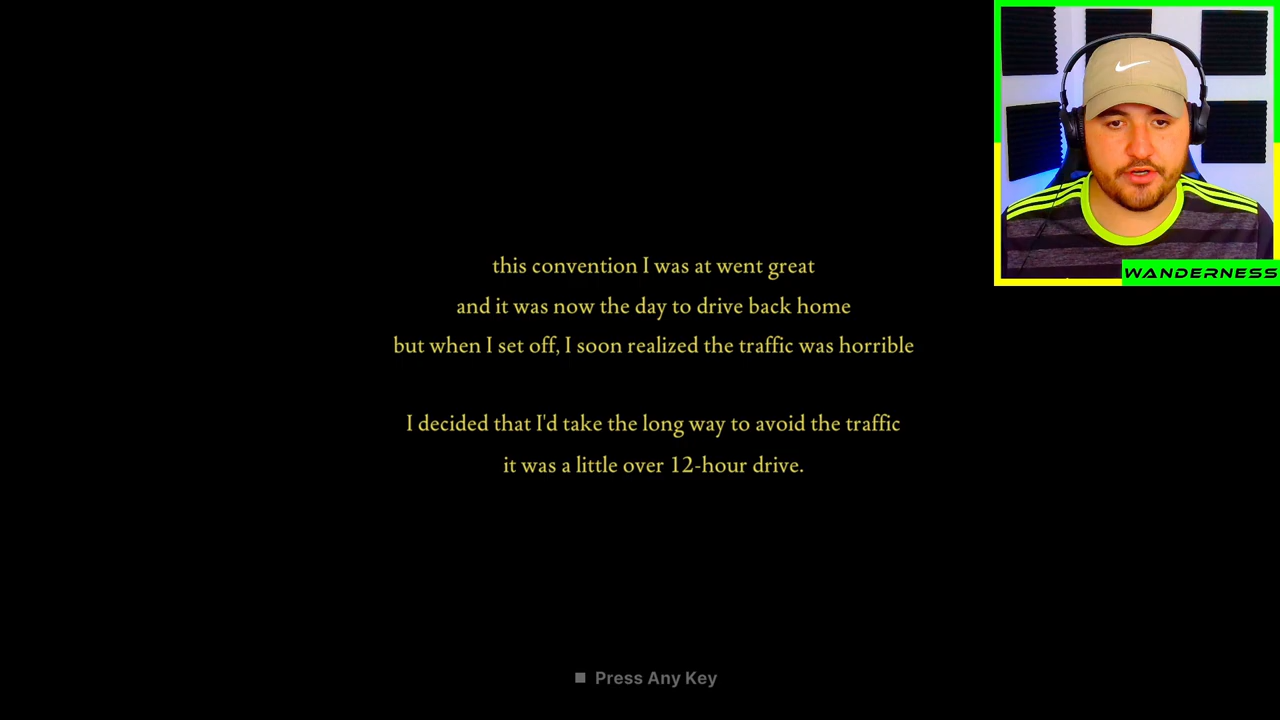 this convention I was at went great
and it was now the day to drive back home
but when I set off, I soon realized the traffic was horrible
I decided that I'd take the long way to avoid the traffic
it was a little over 12-hour drive.
Press Any Key
WANDERNESS